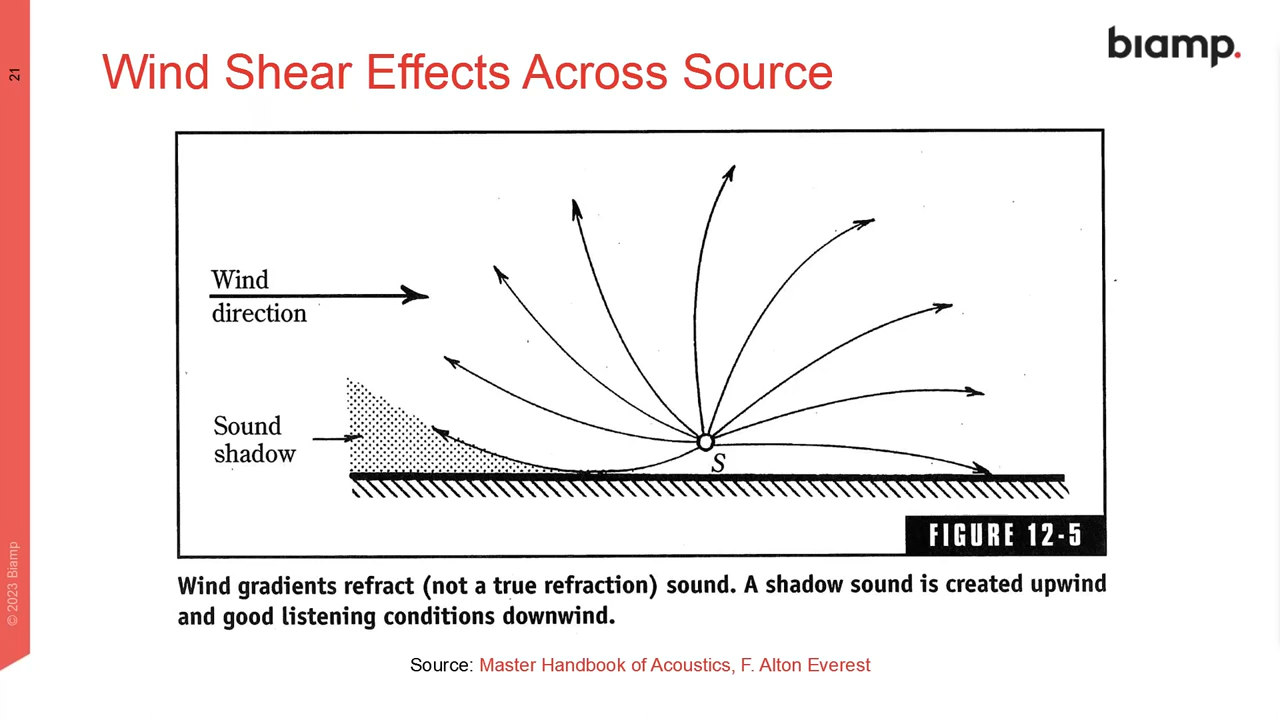 21
biamp.
Wind Shear Effects Across Source
Wind
direction
Sound
shadow
S
FIGURE 12-5
Wind gradients refract (not a true refraction) sound. A shadow sound is created upwind
and good listening conditions downwind.
Source: Master Handbook of Acoustics, F. Alton Everest
© 2023 Biamp